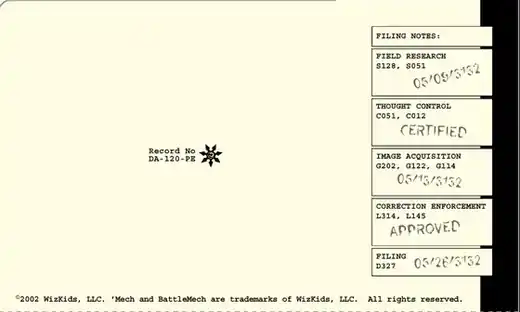 FILING NOTES:
FIELD RESEARCH
S128, S051
05/09/3132
THOUGHT CONTROL
C051, C012
CERTIFIED
Record No
DA-120-PE
IMAGE ACQUISITION
G202, G122, G114
05/13/3132
CORRECTION ENFORCEMENT
L314, L145
APPROVED
FILING
D327 05/26/3132
©2002 WizKids, LLC. 'Mech and BattleMech are trademarks of WizKids, LLC. All rights reserved.